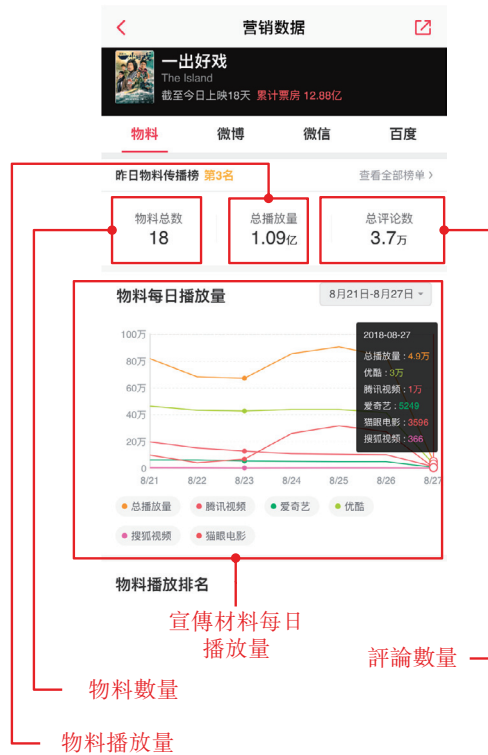 营销数据
一出好戏
The Island
截至今日上映18天 累计票房 12.88亿
物料 微博 微信 百度
昨日物料传播榜 第3名 查看全部榜单 >
物料总数 总播放量 总评论数
18 1.09亿 3.7万
物料每日播放量 8月21日-8月27日
100万
80万
60万
40万
20万
0
8/21 8/22 8/23 8/24 8/25 8/26 8/27
2018-08-27
总播放量：4.9万
优酷：3万
腾讯视频：1万
爱奇艺：5249
猫眼电影：3596
搜狐视频：366
总播放量 腾讯视频 爱奇艺 优酷
搜狐视频 猫眼电影
物料播放排名
宣傳材料每日
播放量
評論數量
物料數量
物料播放量